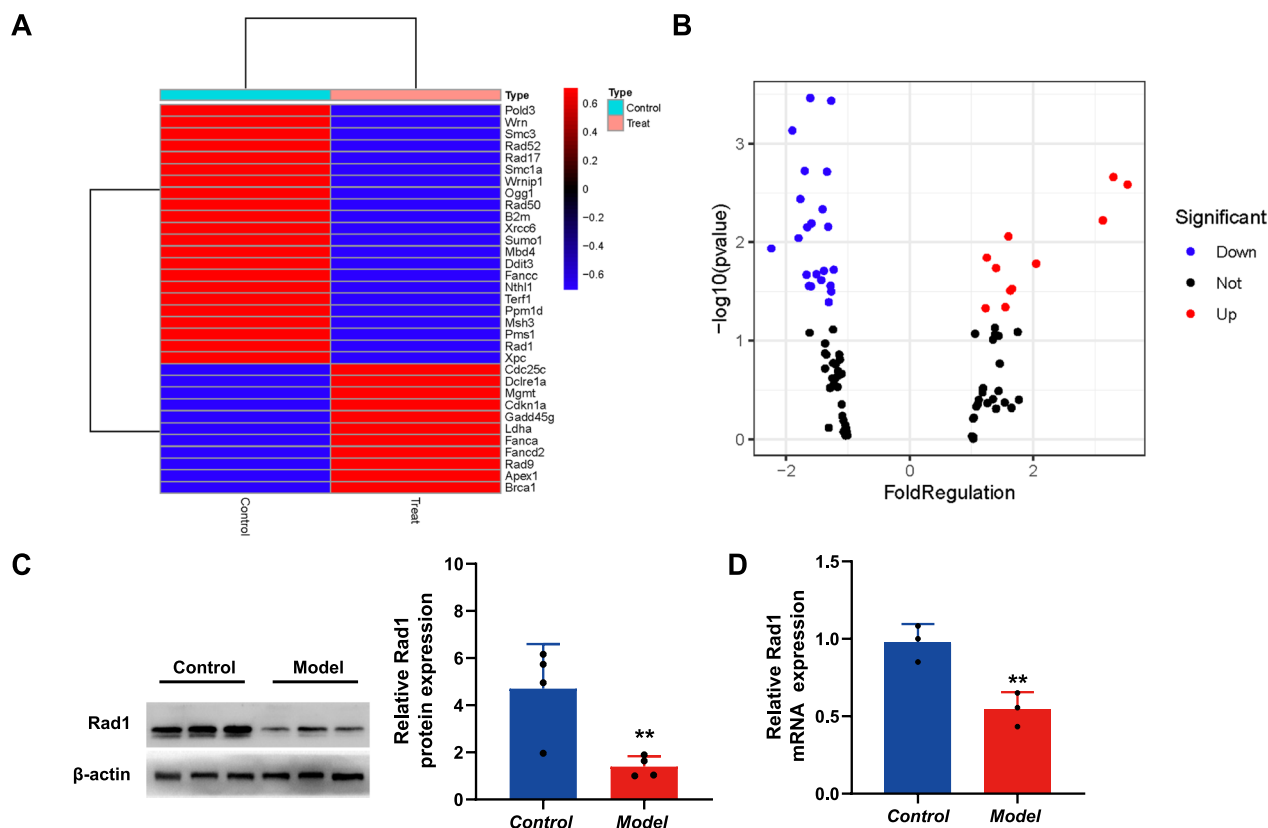 A
Type
Pold3
Wrn
Smc3
Rad52
Rad17
Smc1a
Wrnip1
Ogg1
Rad50
B2m
Xrcc6
Sumo1
Mbd4
Ddit3
Fancc
Nthl1
Terf1
Ppm1d
Msh3
Pms1
Rad1
Xpc
Cdc25c
Dclre1a
Mgmt
Cdkn1a
Gadd45g
Ldha
Fanca
Fancd2
Rad9
Apex1
Brca1
Control
Treat
0.6
0.4
0.2
0
−0.2
−0.4
−0.6
Type
Control
Treat
B
−log10(pvalue)
3
2
1
0
−2
0
2
FoldRegulation
Significant
Down
Not
Up
C
Control
Model
Rad1
β-actin
Relative Rad1
protein expression
10
8
6
4
2
0
**
Control
Model
D
Relative Rad1
mRNA expression
1.5
1.0
0.5
0.0
**
Control
Model